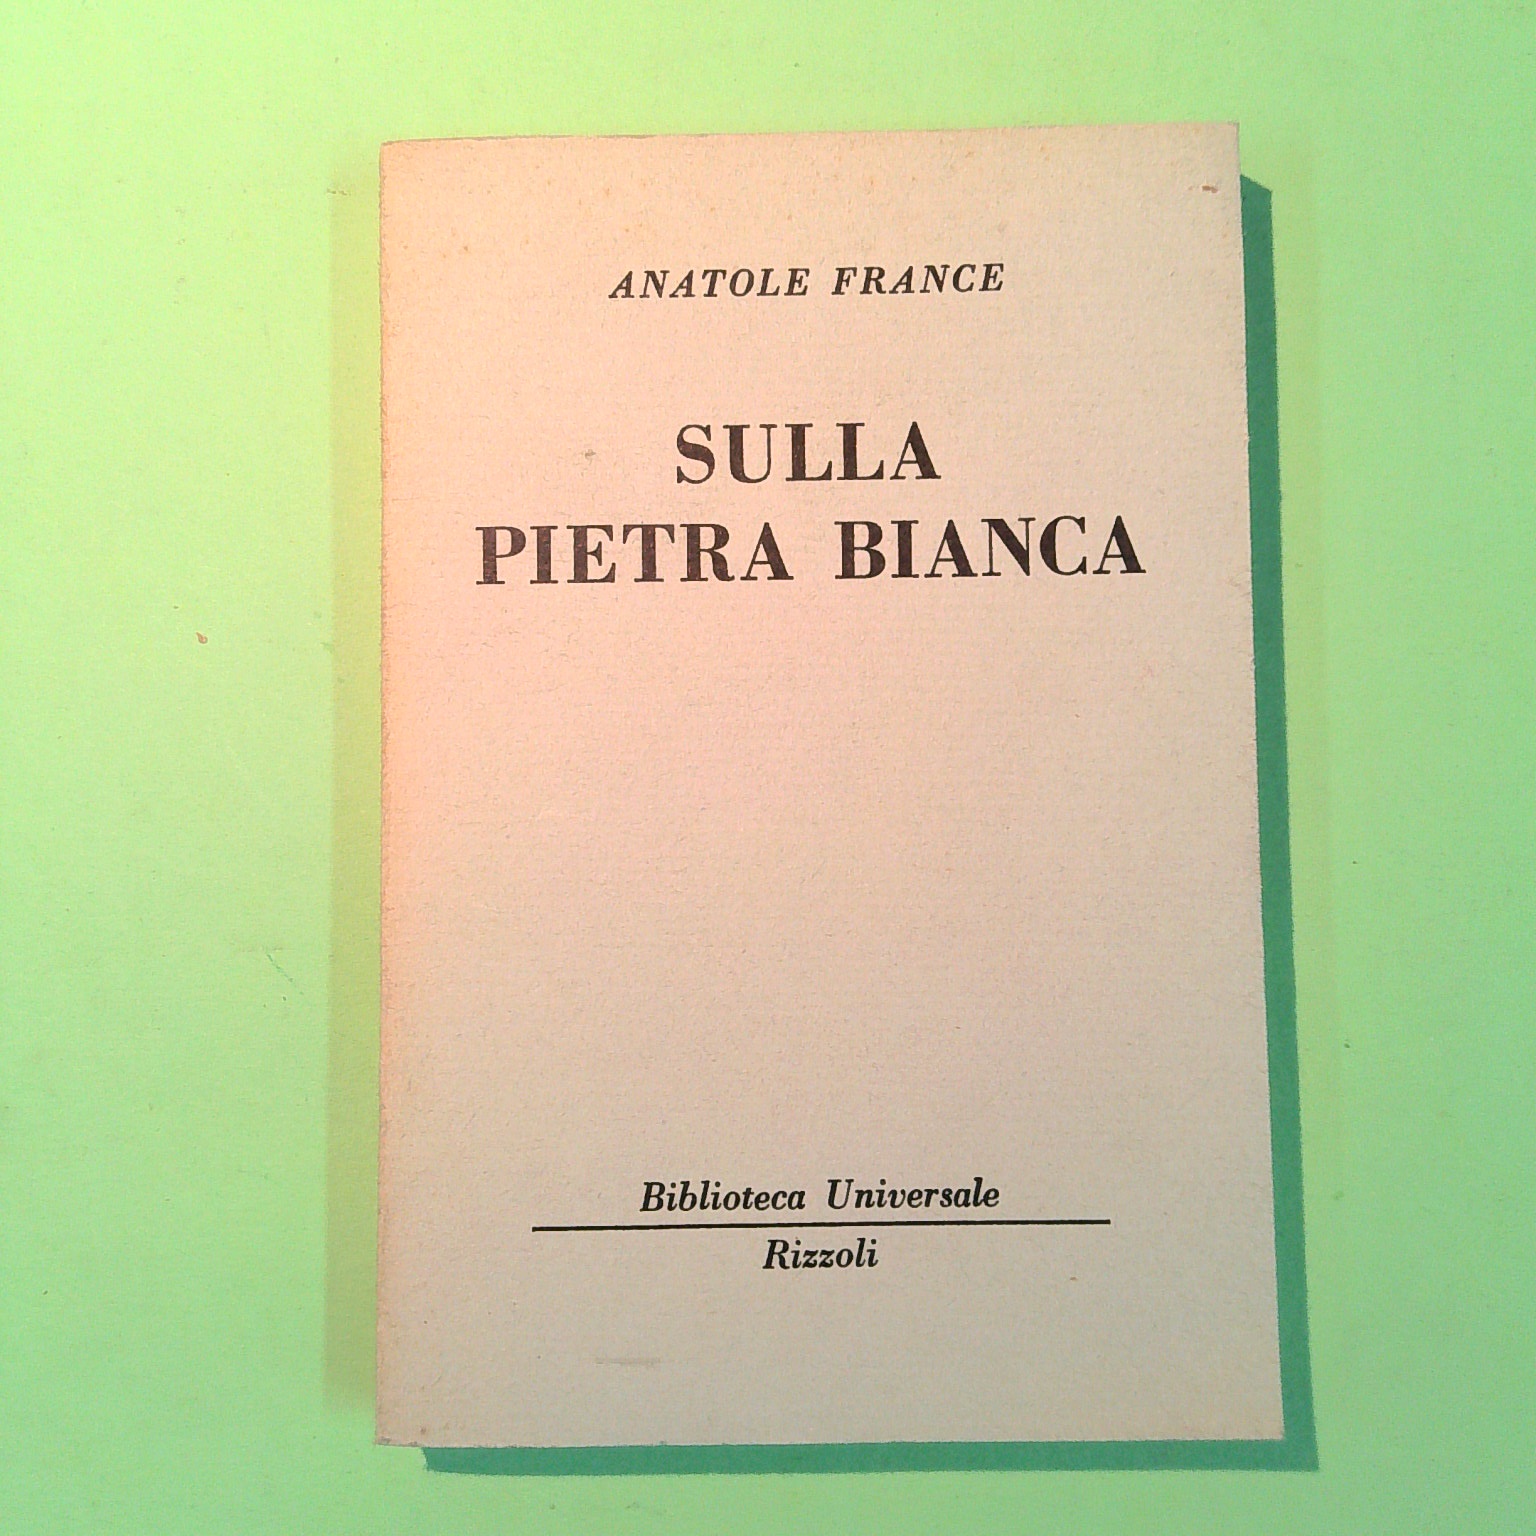 ANATOLE FRANCE
SULLA
PIETRA BIANCA
Biblioteca Universale
Rizzoli